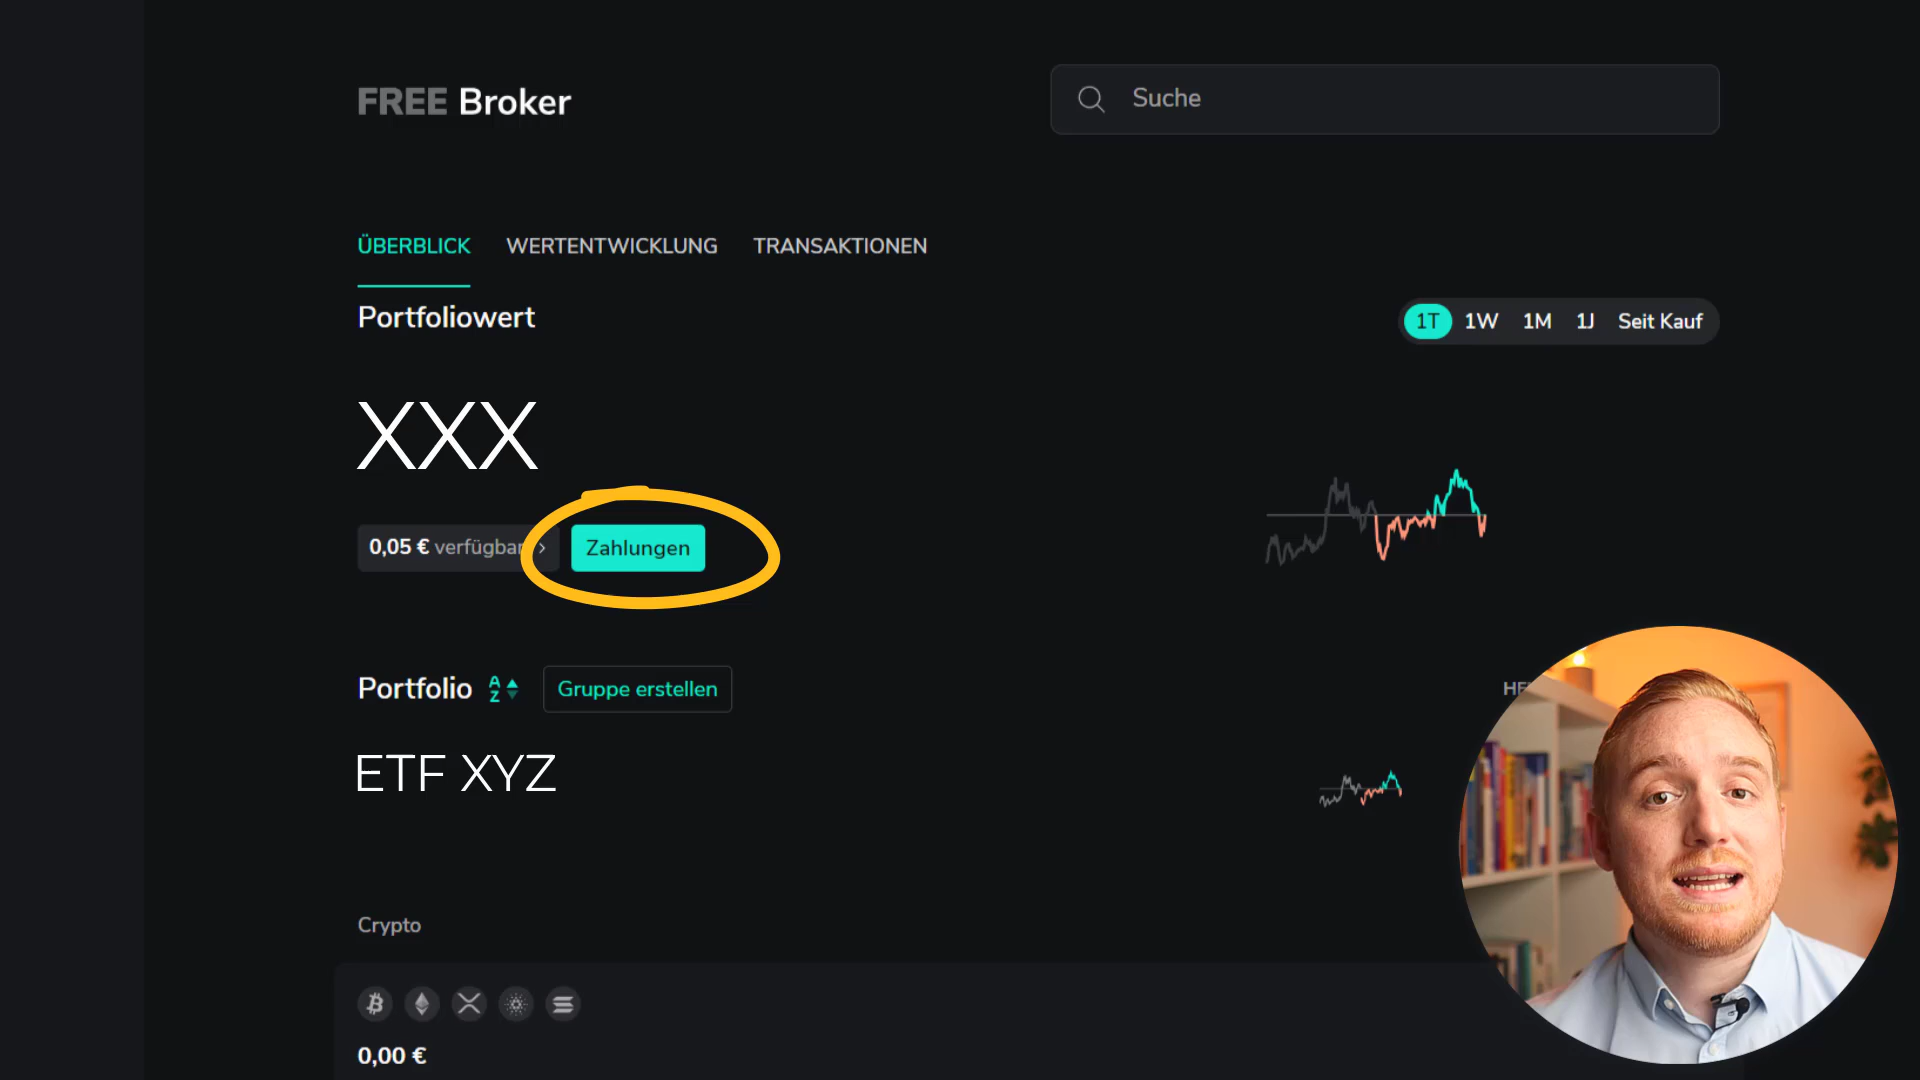 FREE Broker
Suche
ÜBERBLICK WERTENTWICKLUNG TRANSAKTIONEN
Portfoliowert
1T 1W 1M 1J Seit Kauf
XXX
0,05 € verfügbar
Zahlungen
Portfolio
A
Z
Gruppe erstellen
ETF XYZ
Crypto
0,00 €